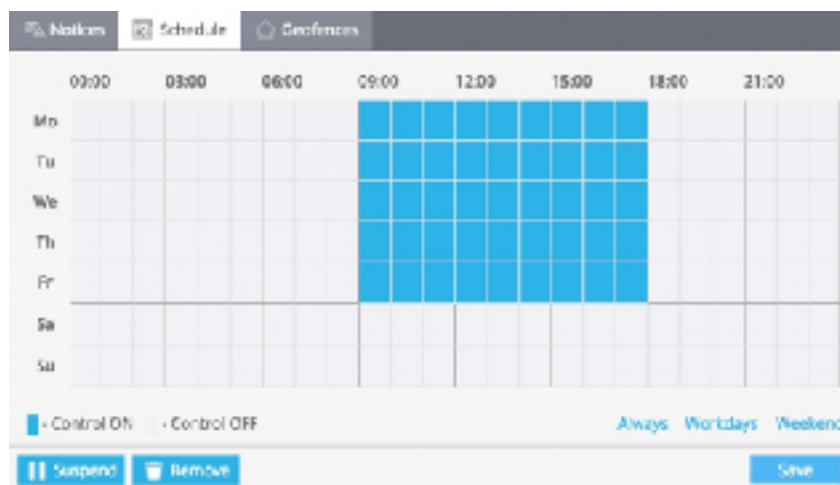 Notices Schedule Geofences
00:00 03:00 06:00 09:00 12:00 15:00 18:00 21:00
Mo
Tu
We
Th
Fr
Sa
Su
- Control ON - Control OFF Always Workdays Weekend
Suspend Remove Save